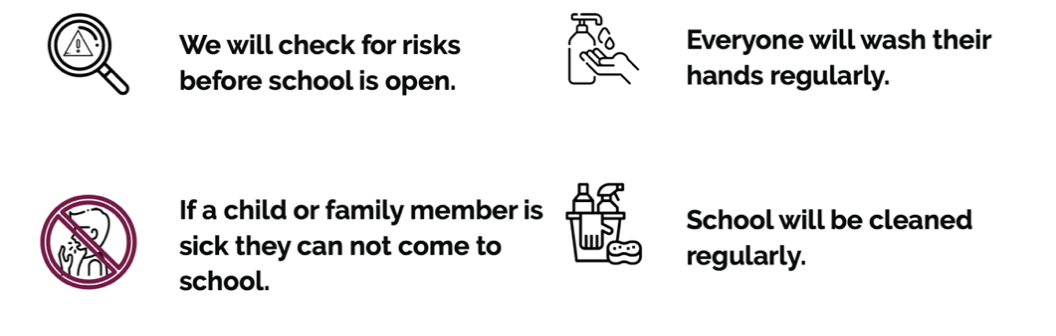 We will check for risks
before school is open.
Everyone will wash their
hands regularly.
If a child or family member is
sick they can not come to
school.
School will be cleaned
regularly.